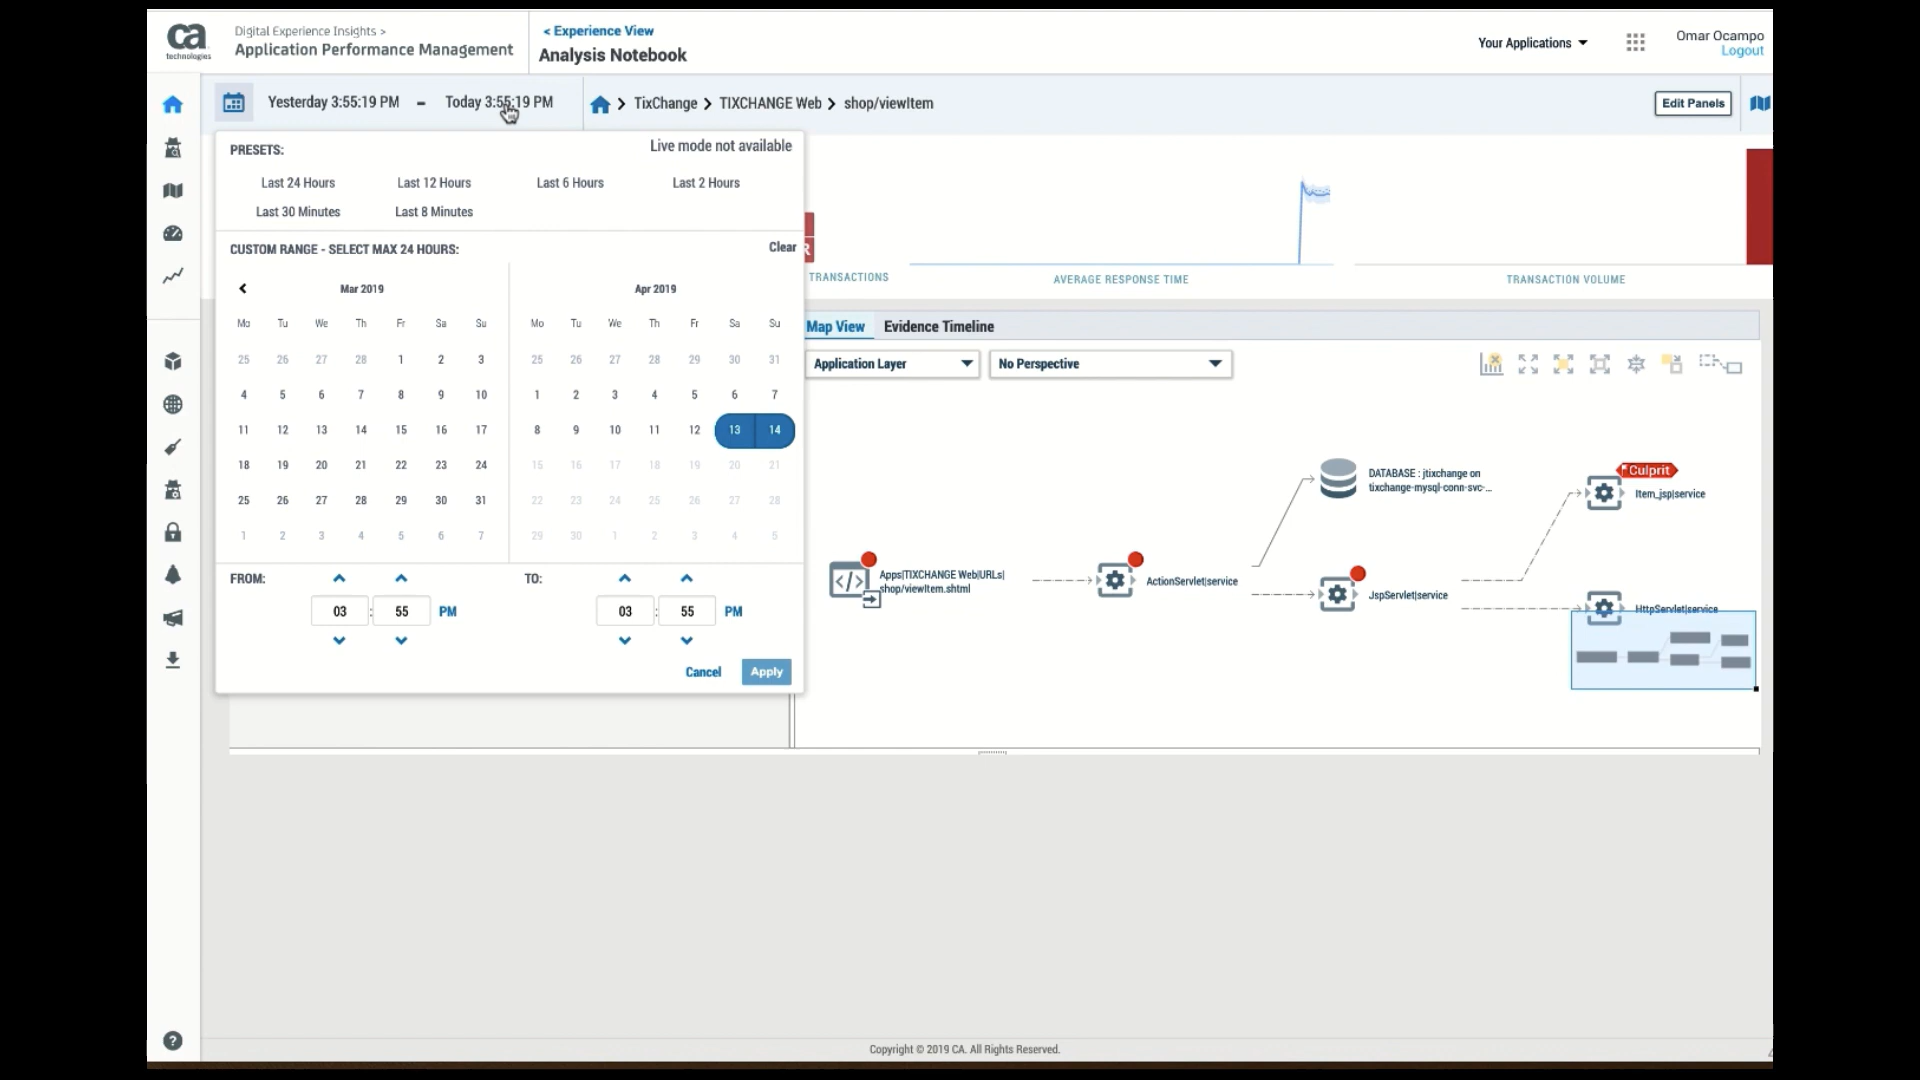 ca
technologies
Digital Experience Insights >
Application Performance Management
< Experience View
Analysis Notebook
Your Applications
Omar Ocampo
Logout
Yesterday 3:55:19 PM – Today 3:55:19 PM
TixChange > TIXCHANGE Web > shop/viewItem
Edit Panels
PRESETS:
Live mode not available
Last 24 Hours Last 12 Hours Last 6 Hours Last 2 Hours
Last 30 Minutes Last 8 Minutes
CUSTOM RANGE - SELECT MAX 24 HOURS:
Clear
Mar 2019
Mo Tu We Th Fr Sa Su
25 26 27 28 1 2 3
4 5 6 7 8 9 10
11 12 13 14 15 16 17
18 19 20 21 22 23 24
25 26 27 28 29 30 31
1 2 3 4 5 6 7
Apr 2019
Mo Tu We Th Fr Sa Su
25 26 27 28 29 30 31
1 2 3 4 5 6 7
8 9 10 11 12 13 14
15 16 17 18 19 20 21
22 23 24 25 26 27 28
29 30 1 2 3 4 5
FROM:
03 : 55 PM
TO:
03 : 55 PM
Cancel
Apply
R
TRANSACTIONS
AVERAGE RESPONSE TIME
TRANSACTION VOLUME
Map View
Evidence Timeline
Application Layer
No Perspective
DATABASE : jtixchange on
tixchange-mysql-conn-svc-...
Culprit
Item_jsp|service
Apps|TIXCHANGE Web|URLs|
shop/viewItem.shtml
ActionServlet|service
JspServlet|service
HttpServlet|service
Copyright © 2019 CA. All Rights Reserved.